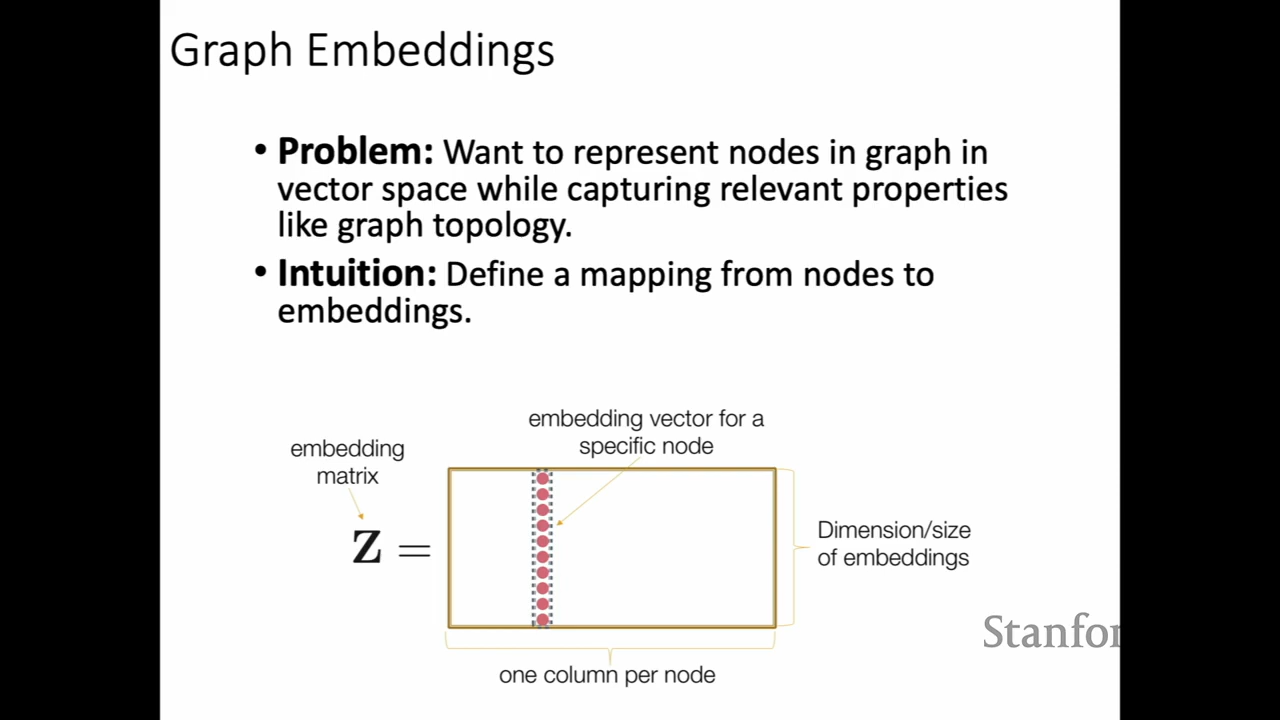 Graph Embeddings
• Problem: Want to represent nodes in graph in
vector space while capturing relevant properties
like graph topology.
• Intuition: Define a mapping from nodes to
embeddings.
embedding vector for a
specific node
embedding
matrix
Z =
Dimension/size
of embeddings
Stanfor
one column per node